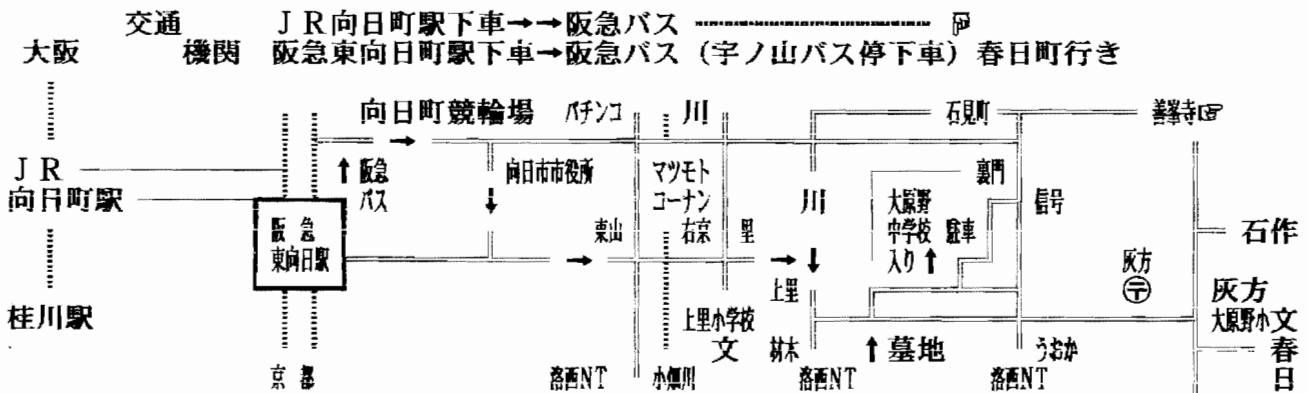 交通 JR向日町駅下車→→阪急バス
大阪 機関 阪急東向日町駅下車→阪急バス (宇ノ山バス停下車) 春日町行き
向日町競輪場 パチンコ 川 石見町 善峯寺☞
→
JR ↑ 阪急バス 向日市市役所 マツモト 裏門
向日町駅 ↓ コーナン 川 大原野 信号
阪急 東山 右京 里 中学校 駐車 石作
東向日駅 → → ↓ 入り ↑ 灰方
上里 〒 灰方
桂川駅 上里小学校 大原野小文
文 材木 ↑ 墓地 うおか 春
京都 洛西NT 小畑川 洛西NT 洛西NT 日